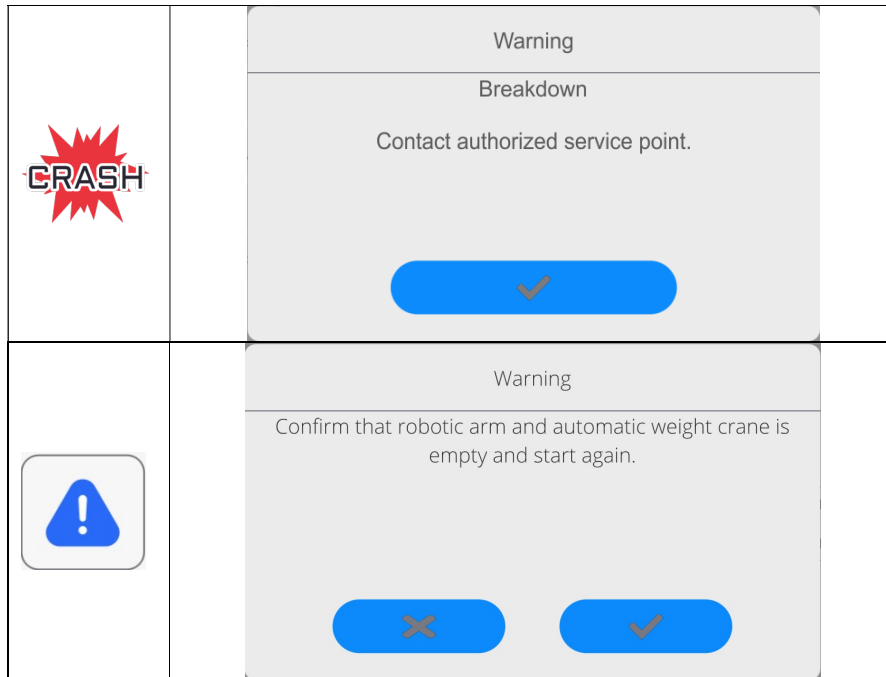 CRASH
Warning
Breakdown
Contact authorized service point.
Warning
Confirm that robotic arm and automatic weight crane is
empty and start again.